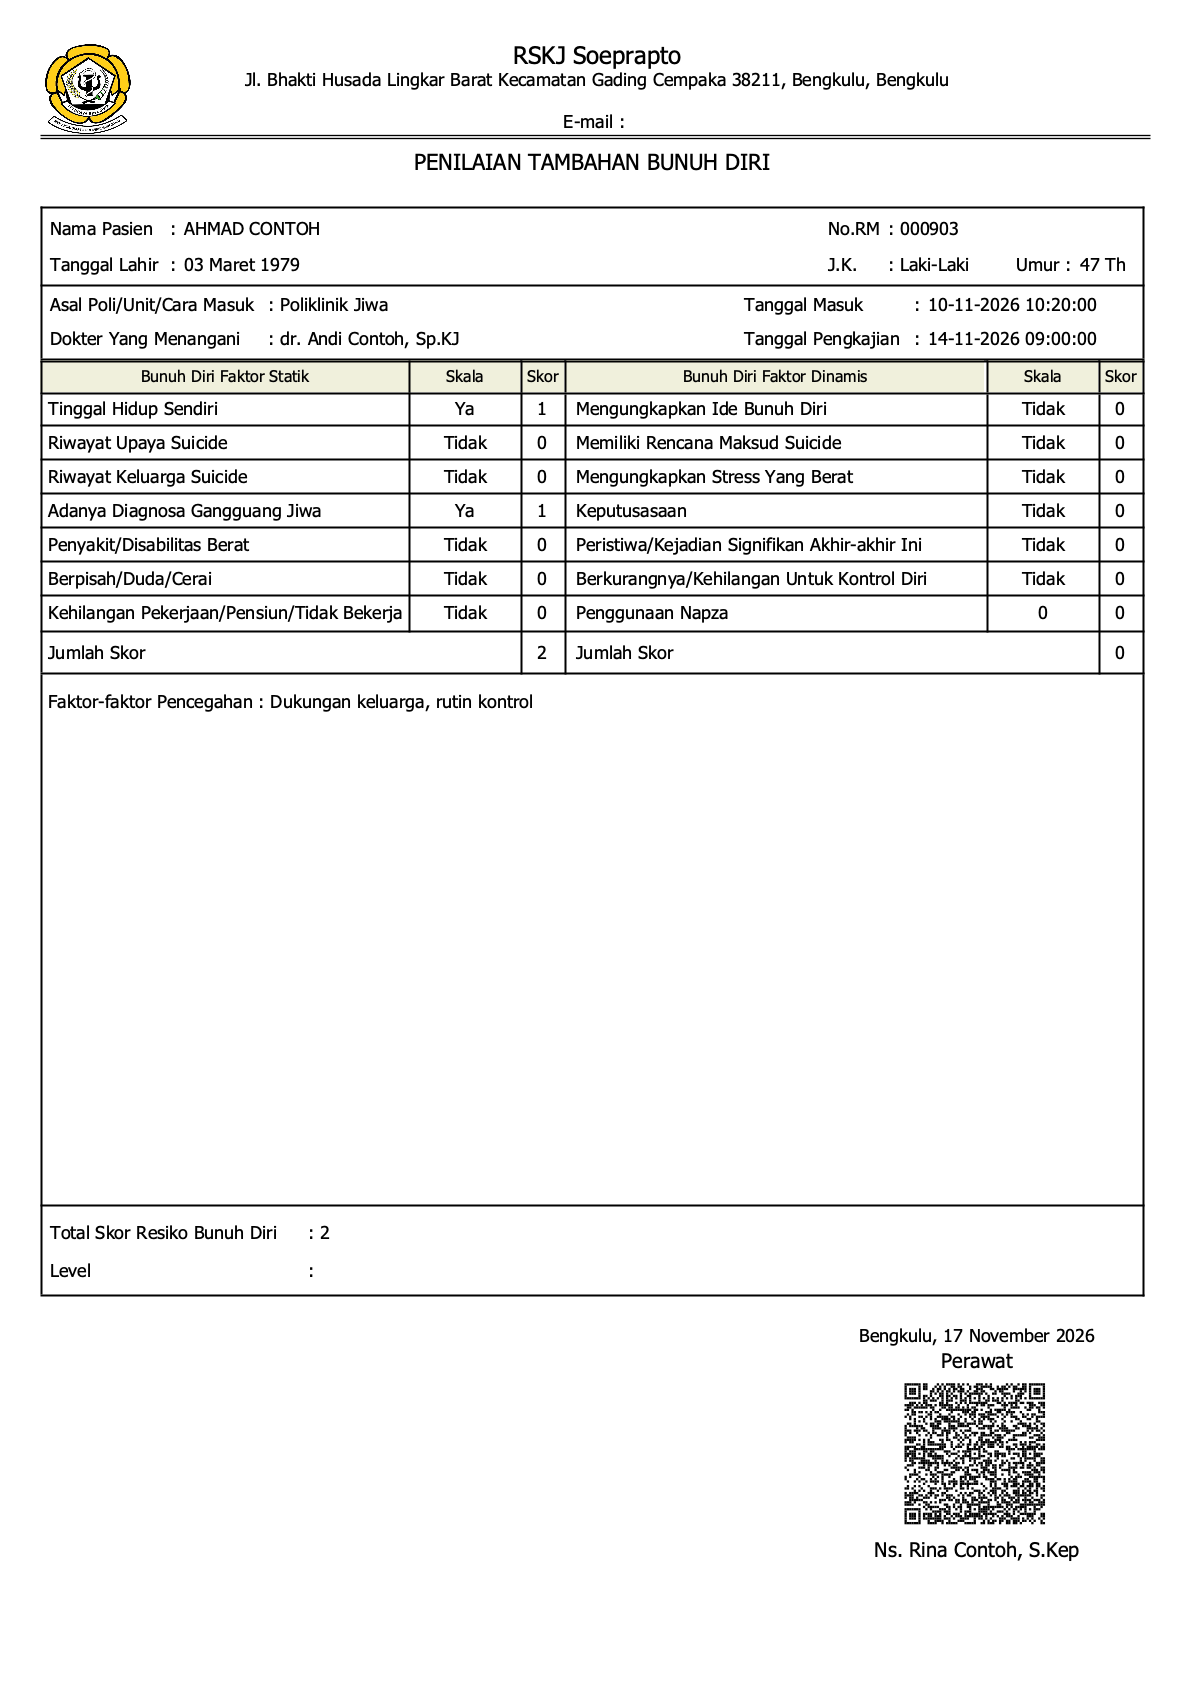 RSKJ Soeprapto
Jl. Bhakti Husada Lingkar Barat Kecamatan Gading Cempaka 38211, Bengkulu, Bengkulu
E-mail :
PENILAIAN TAMBAHAN BUNUH DIRI
Nama Pasien : AHMAD CONTOH No.RM : 000903
Tanggal Lahir : 03 Maret 1979 J.K. : Laki-Laki Umur : 47 Th
Asal Poli/Unit/Cara Masuk : Poliklinik Jiwa Tanggal Masuk : 10-11-2026 10:20:00
Dokter Yang Menangani : dr. Andi Contoh, Sp.KJ Tanggal Pengkajian : 14-11-2026 09:00:00
Bunuh Diri Faktor Statik Skala Skor Bunuh Diri Faktor Dinamis Skala Skor
Tinggal Hidup Sendiri Ya 1 Mengungkapkan Ide Bunuh Diri Tidak 0
Riwayat Upaya Suicide Tidak 0 Memiliki Rencana Maksud Suicide Tidak 0
Riwayat Keluarga Suicide Tidak 0 Mengungkapkan Stress Yang Berat Tidak 0
Adanya Diagnosa Gangguang Jiwa Ya 1 Keputusasaan Tidak 0
Penyakit/Disabilitas Berat Tidak 0 Peristiwa/Kejadian Signifikan Akhir-akhir Ini Tidak 0
Berpisah/Duda/Cerai Tidak 0 Berkurangnya/Kehilangan Untuk Kontrol Diri Tidak 0
Kehilangan Pekerjaan/Pensiun/Tidak Bekerja Tidak 0 Penggunaan Napza 0 0
Jumlah Skor 2 Jumlah Skor 0
Faktor-faktor Pencegahan : Dukungan keluarga, rutin kontrol
Total Skor Resiko Bunuh Diri : 2
Level :
Bengkulu, 17 November 2026
Perawat
Ns. Rina Contoh, S.Kep